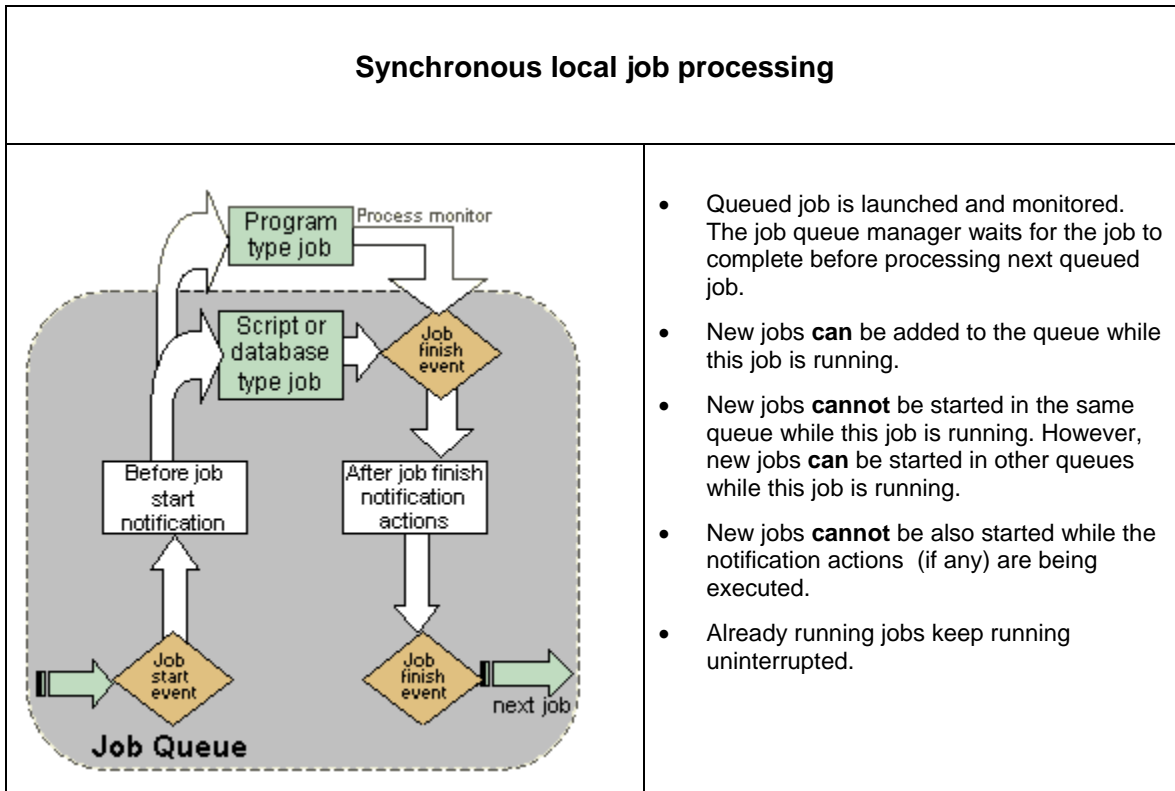 Synchronous local job processing
Program
type job
Process monitor
Script or
database
type job
Job
finish
event
Before job
start
notification
After job finish
notification
actions
Job
start
event
Job
finish
event
next job
Job Queue
• Queued job is launched and monitored.
The job queue manager waits for the job to
complete before processing next queued
job.
• New jobs can be added to the queue while
this job is running.
• New jobs cannot be started in the same
queue while this job is running. However,
new jobs can be started in other queues
while this job is running.
• New jobs cannot be also started while the
notification actions (if any) are being
executed.
• Already running jobs keep running
uninterrupted.